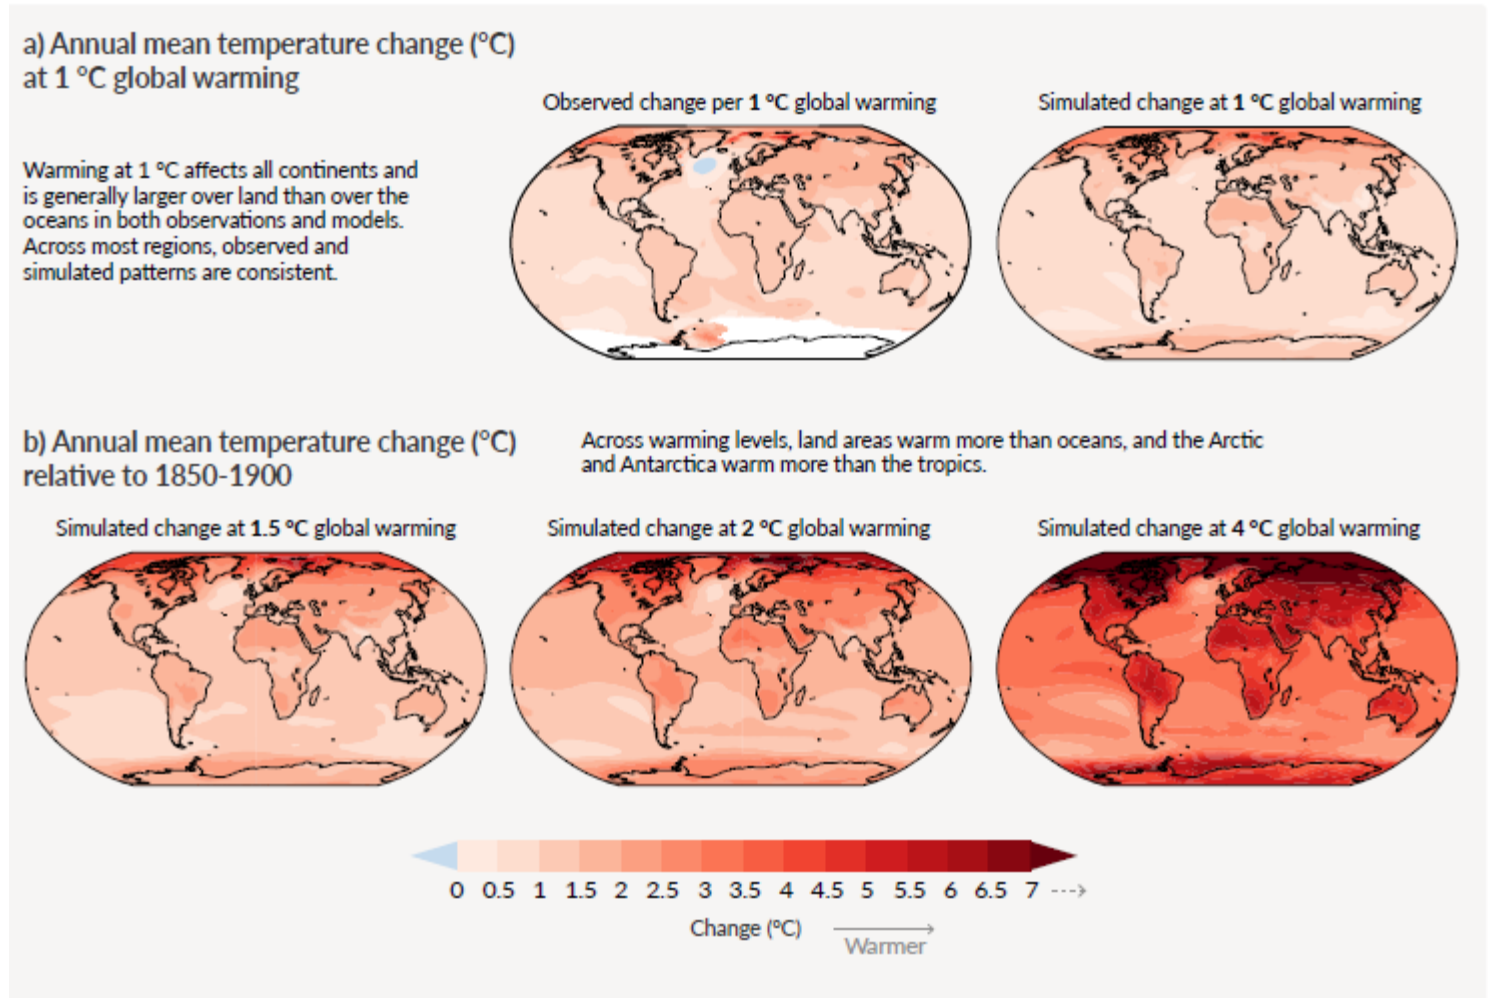 a) Annual mean temperature change (°C)
at 1 °C global warming
Observed change per 1 °C global warming
Simulated change at 1 °C global warming
Warming at 1 °C affects all continents and
is generally larger over land than over the
oceans in both observations and models.
Across most regions, observed and
simulated patterns are consistent.
b) Annual mean temperature change (°C)
relative to 1850-1900
Across warming levels, land areas warm more than oceans, and the Arctic
and Antarctica warm more than the tropics.
Simulated change at 1.5 °C global warming
Simulated change at 2 °C global warming
Simulated change at 4 °C global warming
0 0.5 1 1.5 2 2.5 3 3.5 4 4.5 5 5.5 6 6.5 7
Change (°C)
Warmer